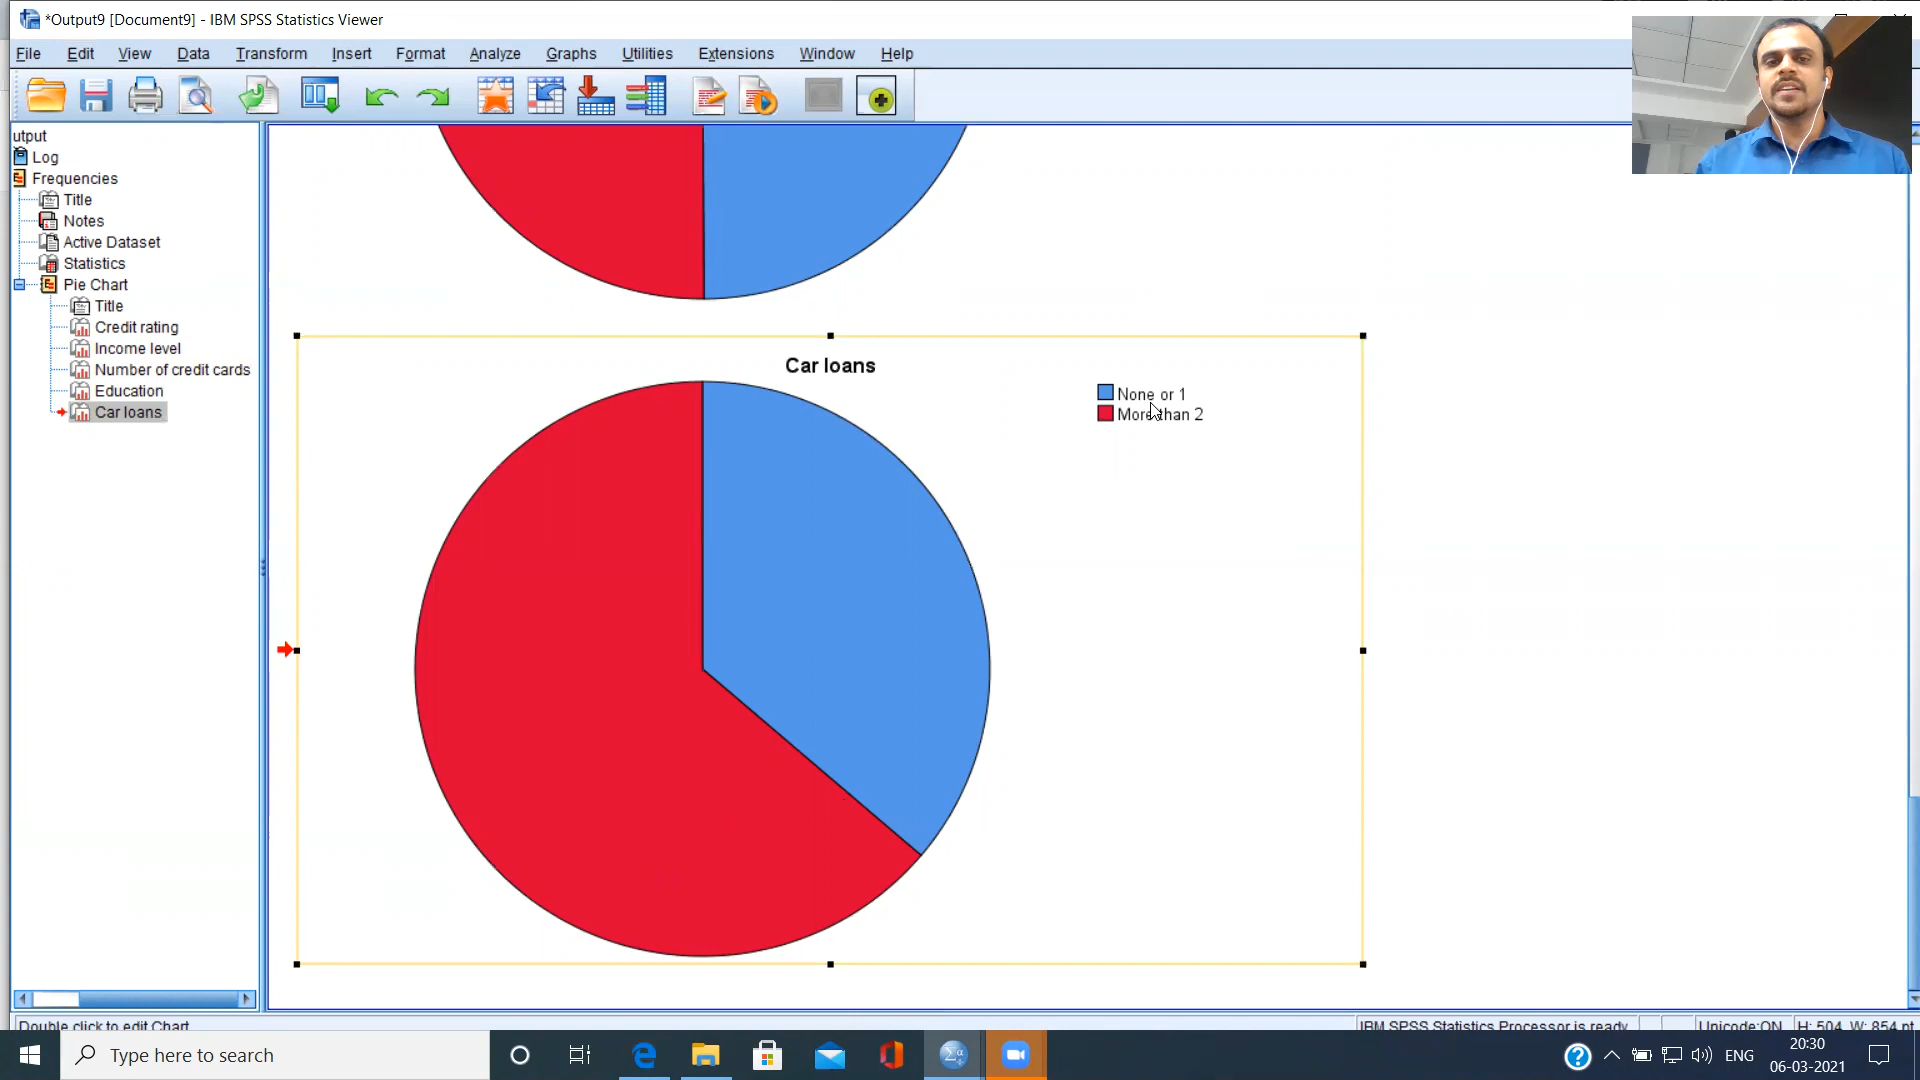 *Output9 [Document9] - IBM SPSS Statistics Viewer
File Edit View Data Transform Insert Format Analyze Graphs Utilities Extensions Window Help
utput
Log
Frequencies
Title
Notes
Active Dataset
Statistics
Pie Chart
Title
Credit rating
Income level
Number of credit cards
Education
Car loans
Car loans
None or 1
More than 2
Double click to edit Chart
IBM SPSS Statistics Processor is ready
Unicode:ON
H: 504, W: 854 pt
Type here to search
ENG
20:30
06-03-2021